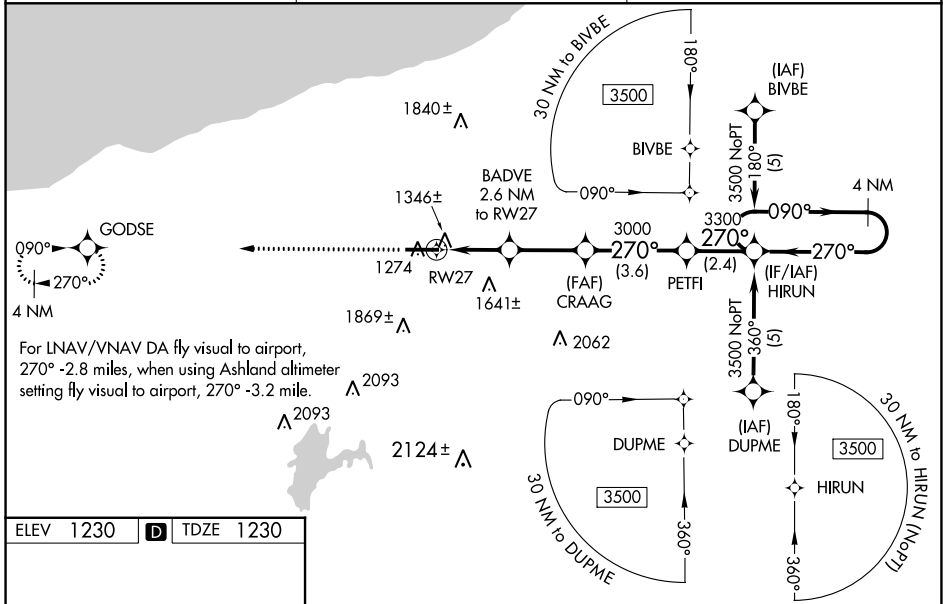 30 NM to BIVBE
180°
3500
BIVBE
090°
(IAF)
BIVBE
3500 NoPT
180°
(5)
4 NM
090°
270°
1840±
1346±
BADVE
2.6 NM
to RW27
GODSE
090°
270°
4 NM
1274
RW27
1641±
3000
270°
(3.6)
(FAF)
CRAAG
PETFI
3300
270°
(2.4)
(IF/IAF)
HIRUN
3500 NoPT
360°
(5)
(IAF)
DUPME
1869±
2062
For LNAV/VNAV DA fly visual to airport,
270° -2.8 miles, when using Ashland altimeter
setting fly visual to airport, 270° -3.2 mile.
2093
2093
2124±
090°
DUPME
3500
360°
30 NM to DUPME
180°
30 NM to HIRUN (NoPT)
3500
HIRUN
360°
ELEV 1230 D TDZE 1230